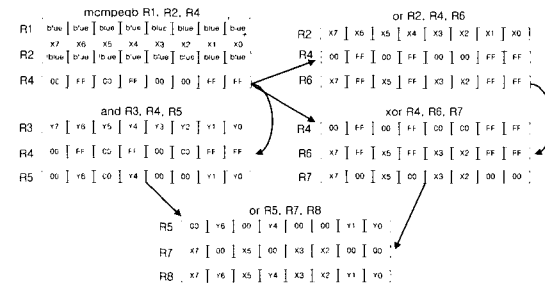 mcmpeqb R1, R2, R4
R1 blue blue blue blue blue blue blue blue
X7 X6 X5 X4 X3 X2 X1 X0
R2 blue blue blue blue blue blue blue blue
R4 00 FF 00 FF 00 00 FF FF
or R2, R4, R6
R2 X7 X6 X5 X4 X3 X2 X1 X0
R4 00 FF 00 FF 00 00 FF FF
R6 X7 FF X5 FF X3 X2 FF FF
and R3, R4, R5
R3 Y7 Y6 Y5 Y4 Y3 Y2 Y1 Y0
R4 00 FF 00 FF 00 00 FF FF
R5 00 Y6 00 Y4 00 00 Y1 Y0
xor R4, R6, R7
R4 00 FF 00 FF 00 00 FF FF
R6 X7 FF X5 FF X3 X2 FF FF
R7 X7 00 X5 00 X3 X2 00 00
or R5, R7, R8
R5 00 Y6 00 Y4 00 00 Y1 Y0
R7 X7 00 X5 00 X3 X2 00 00
R8 X7 Y6 X5 Y4 X3 X2 Y1 Y0